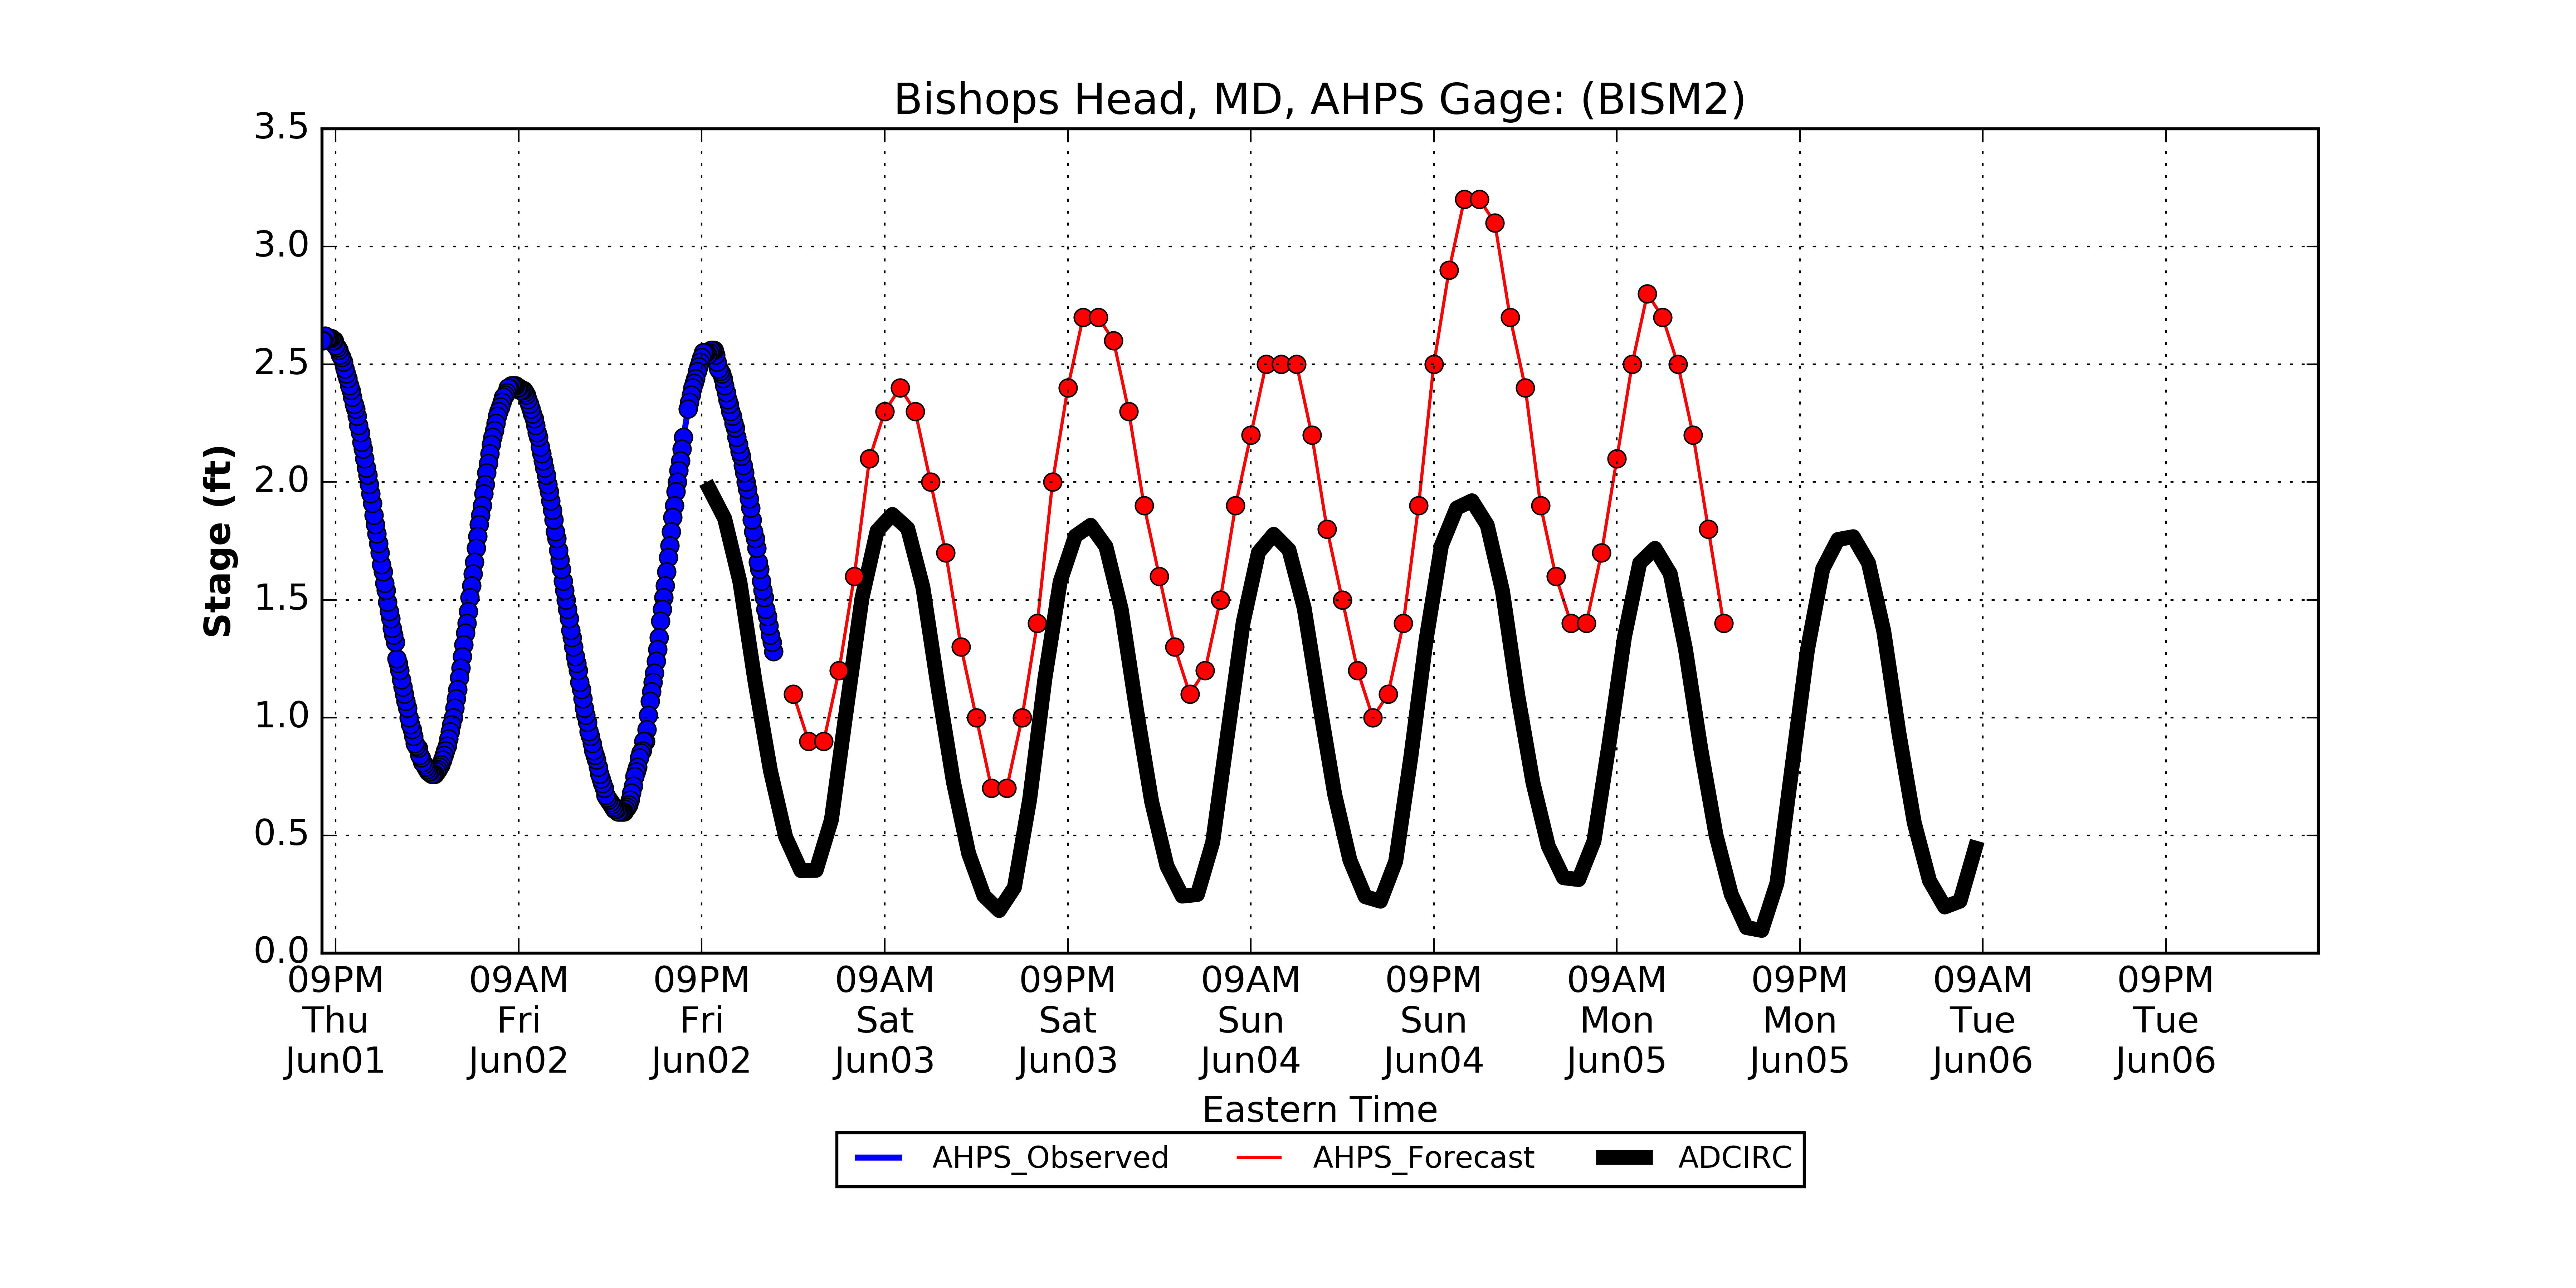 Bishops Head, MD, AHPS Gage: (BISM2)
Stage (ft)
3.5
3.0
2.5
2.0
1.5
1.0
0.5
0.0
09PM 09AM 09PM 09AM 09PM 09AM 09PM 09AM 09PM 09AM 09PM
Thu Fri Fri Sat Sat Sun Sun Mon Mon Tue Tue
Jun01 Jun02 Jun02 Jun03 Jun03 Jun04 Jun04 Jun05 Jun05 Jun06 Jun06
Eastern Time
AHPS_Observed AHPS_Forecast ADCIRC